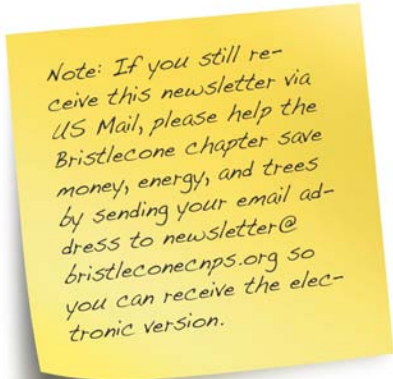 Note: If you still re-
ceive this newsletter via
US Mail, please help the
Bristlecone chapter save
money, energy, and trees
by sending your email ad-
dress to newsletter@
bristleconecnps.org so
you can receive the elec-
tronic version.